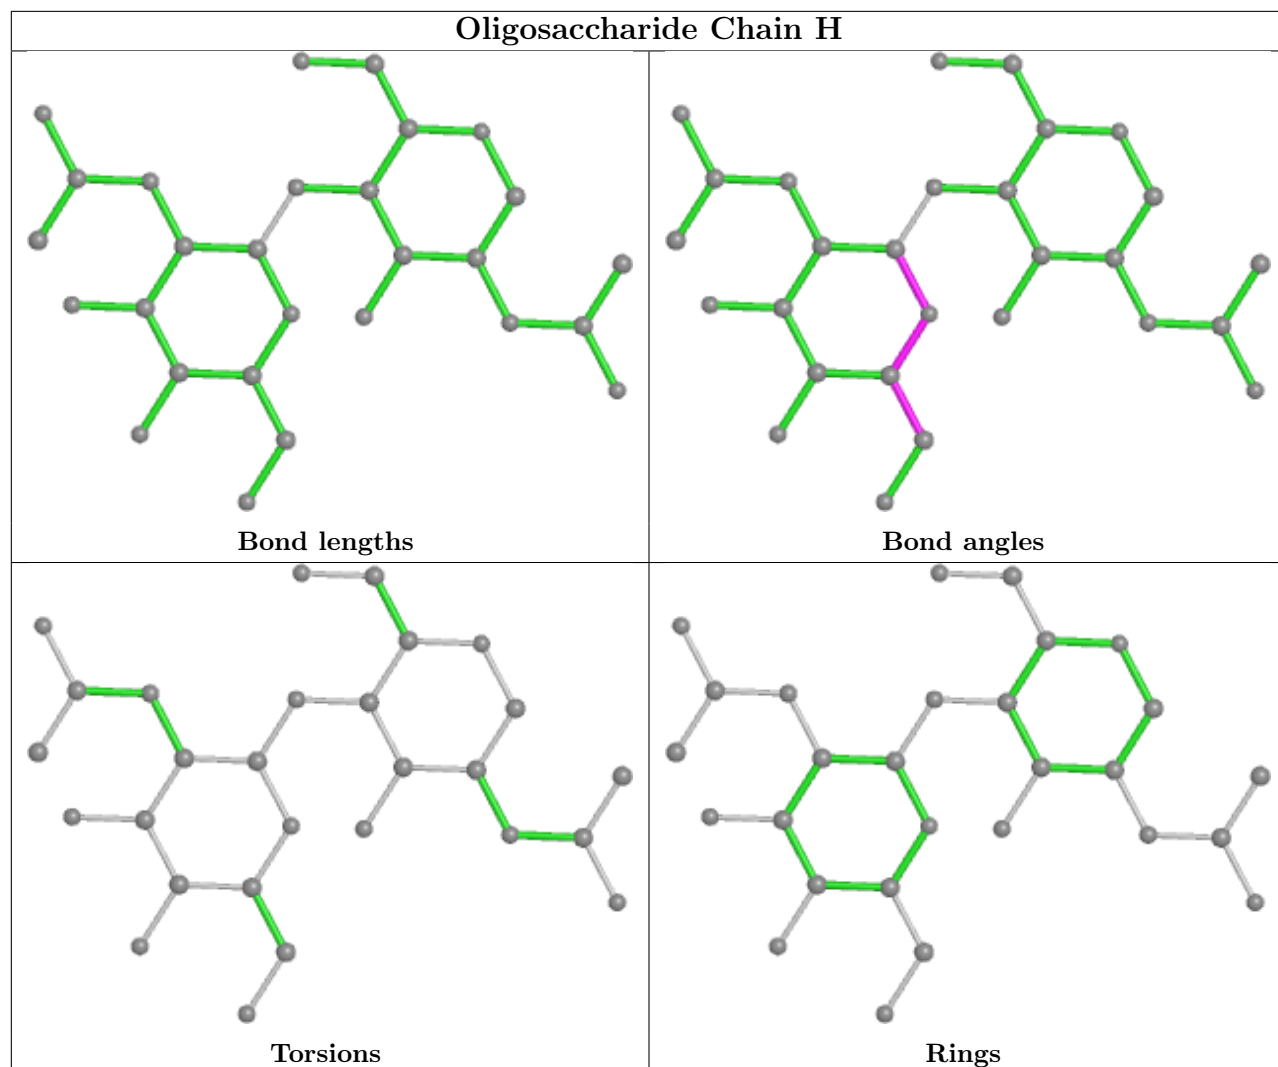 Oligosaccharide Chain H
Bond lengths
Bond angles
Torsions
Rings